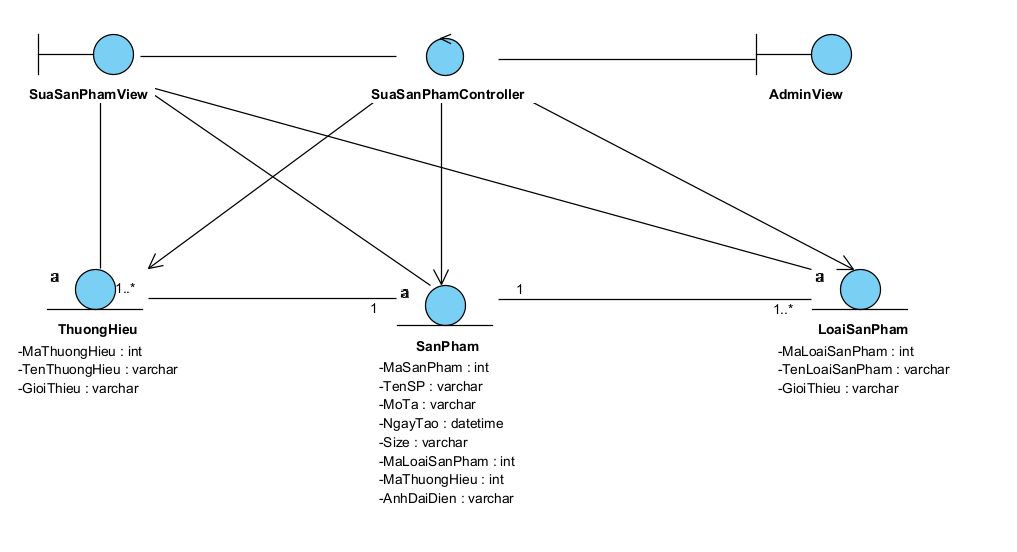 SuaSanPhamView
SuaSanPhamController
AdminView
a
1..*
ThuongHieu
-MaThuongHieu : int
-TenThuongHieu : varchar
-GioiThieu : varchar
1
a
SanPham
-MaSanPham : int
-TenSP : varchar
-MoTa : varchar
-NgayTao : datetime
-Size : varchar
-MaLoaiSanPham : int
-MaThuongHieu : int
-AnhDaiDien : varchar
1
1..*
a
LoaiSanPham
-MaLoaiSanPham : int
-TenLoaiSanPham : varchar
-GioiThieu : varchar